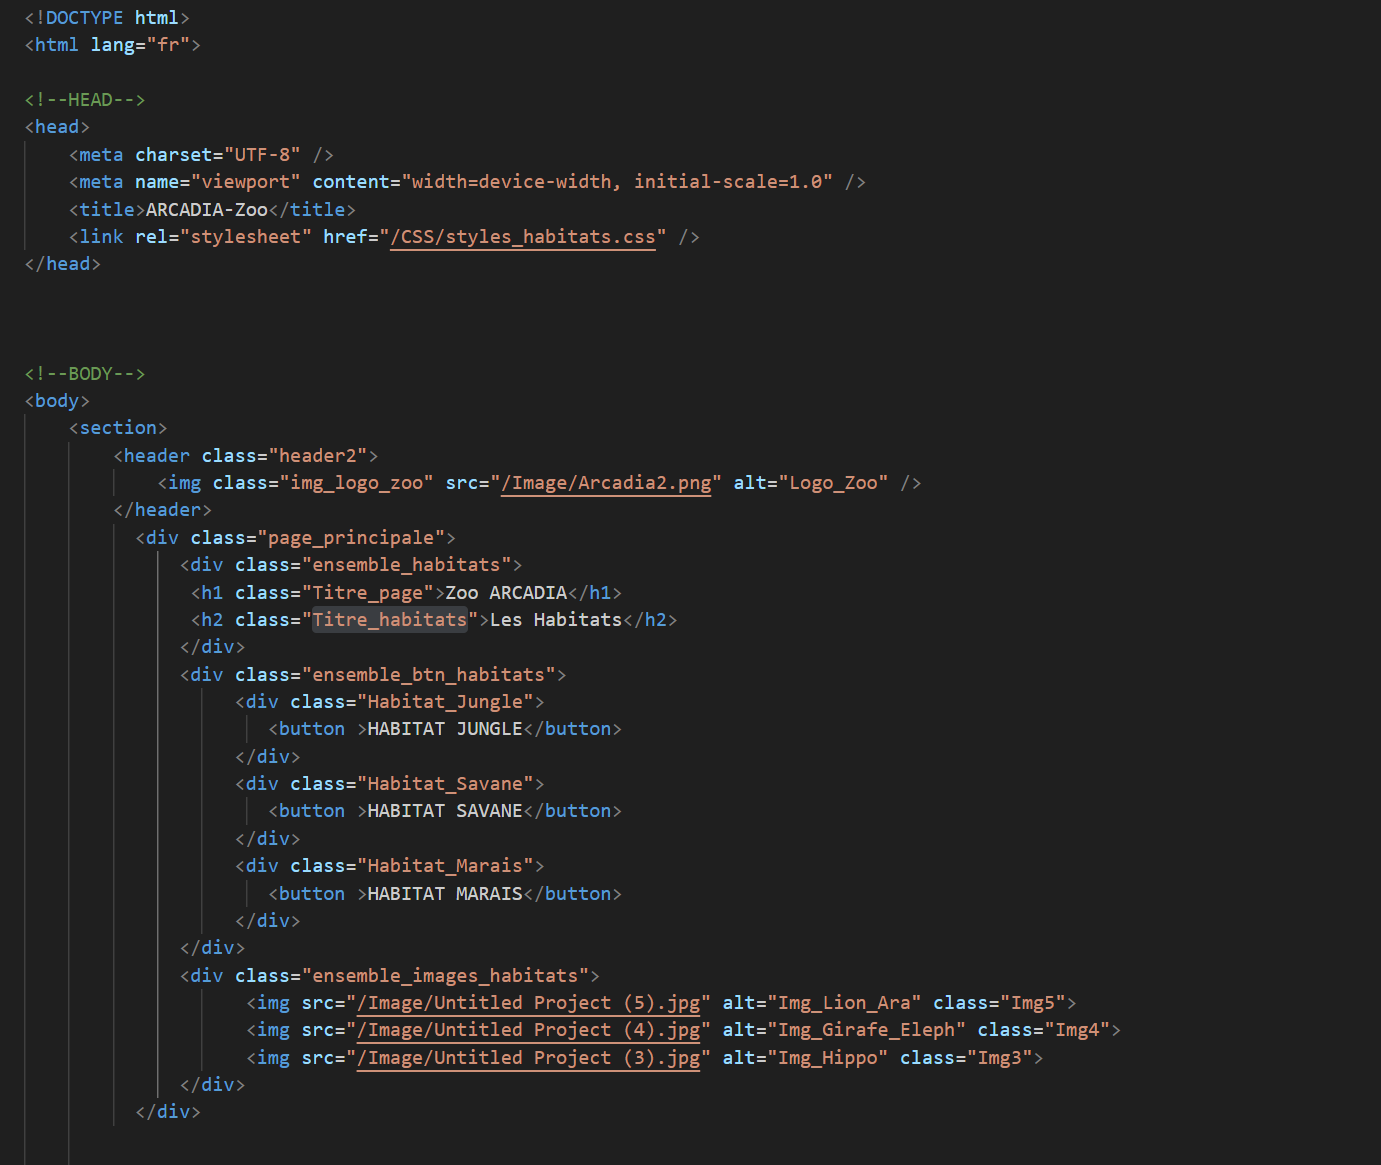 <!DOCTYPE html>
<html lang="fr">
<!--HEAD-->
<head>
<meta charset="UTF-8" />
<meta name="viewport" content="width=device-width, initial-scale=1.0" />
<title>ARCADIA-Zoo</title>
<link rel="stylesheet" href="/CSS/styles_habitats.css" />
</head>
<!--BODY-->
<body>
<section>
<header class="header2">
<img class="img_logo_zoo" src="/Image/Arcadia2.png" alt="Logo_Zoo" />
</header>
<div class="page_principale">
<div class="ensemble_habitats">
<h1 class="Titre_page">Zoo ARCADIA</h1>
<h2 class="Titre_habitats">Les Habitats</h2>
</div>
<div class="ensemble_btn_habitats">
<div class="Habitat_Jungle">
<button >HABITAT JUNGLE</button>
</div>
<div class="Habitat_Savane">
<button >HABITAT SAVANE</button>
</div>
<div class="Habitat_Marais">
<button >HABITAT MARAIS</button>
</div>
</div>
<div class="ensemble_images_habitats">
<img src="/Image/Untitled Project (5).jpg" alt="Img_Lion_Ara" class="Img5">
<img src="/Image/Untitled Project (4).jpg" alt="Img_Girafe_Eleph" class="Img4">
<img src="/Image/Untitled Project (3).jpg" alt="Img_Hippo" class="Img3">
</div>
</div>